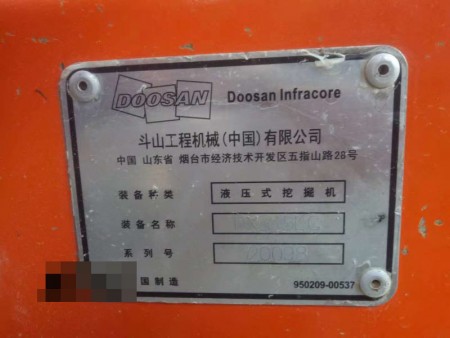 DOOSAN Doosan Infracore
斗山工程机械(中国)有限公司
中国 山东省 烟台市经济技术开发区五指山路28号
装备种类 液压式挖掘机
装备名称
系列号
国制造 950209-00537